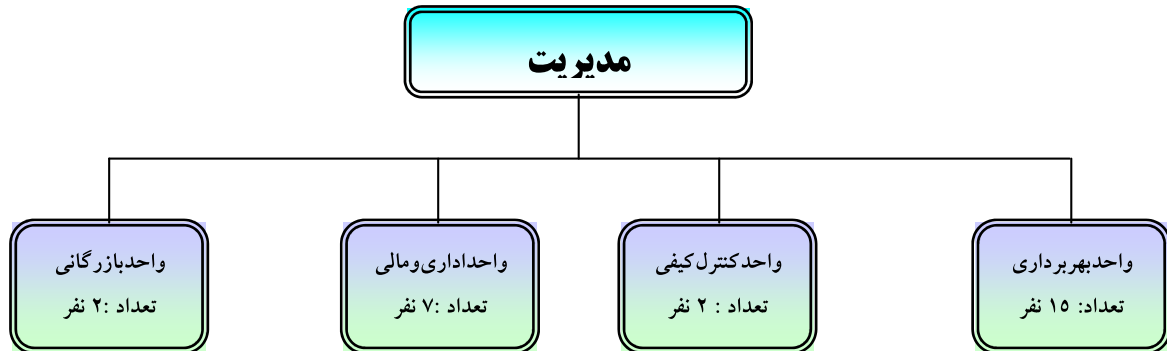 مدیریت
واحدبهربرداری
تعداد: ۱۵ نفر
واحدکنترل‌کیفی
تعداد : ۲ نفر
واحداداری‌ومالی
تعداد :۷ نفر
واحدبازرگانی
تعداد :۲ نفر